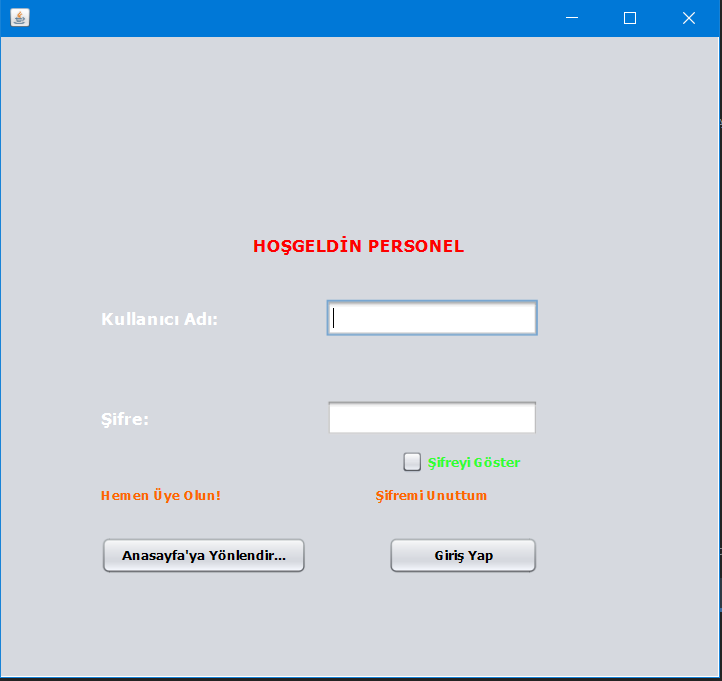 HOŞGELDİN PERSONEL
Kullanıcı Adı:
Şifre:
Şifreyi Göster
Hemen Üye Olun!
Şifremi Unuttum
Anasayfa'ya Yönlendir...
Giriş Yap